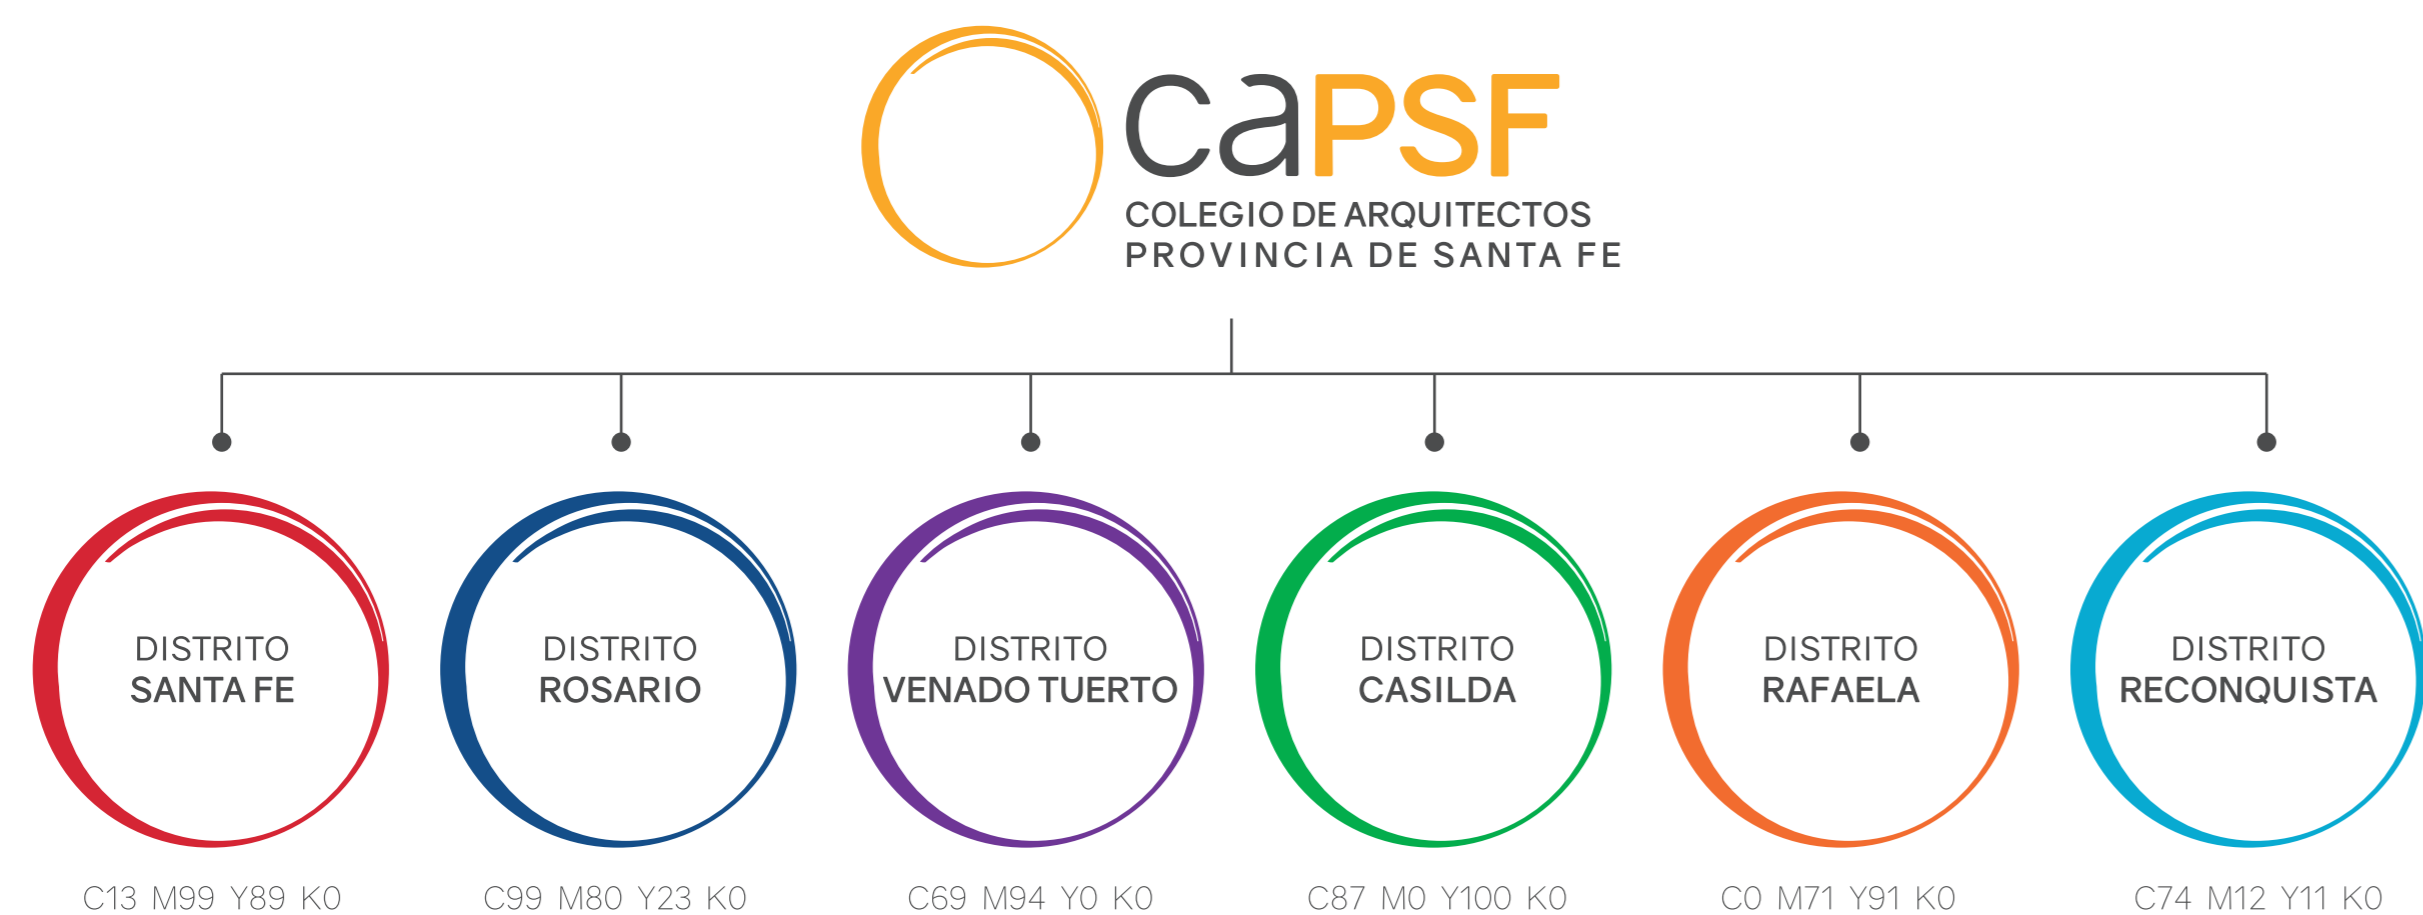 caPSF
COLEGIO DE ARQUITECTOS
PROVINCIA DE SANTA FE
DISTRITO
SANTA FE
DISTRITO
ROSARIO
DISTRITO
VENADO TUERTO
DISTRITO
CASILDA
DISTRITO
RAFAELA
DISTRITO
RECONQUISTA
C13 M99 Y89 K0
C99 M80 Y23 K0
C69 M94 Y0 K0
C87 M0 Y100 K0
C0 M71 Y91 K0
C74 M12 Y11 K0